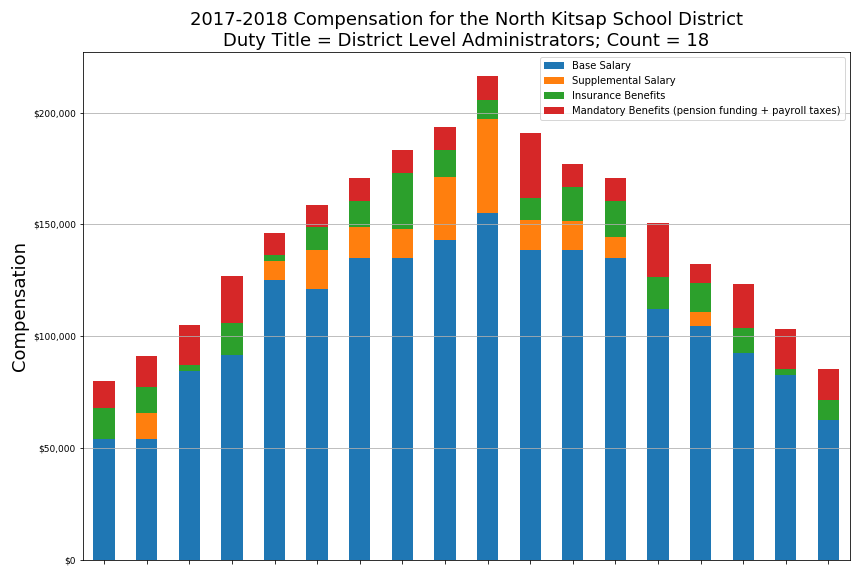 2017-2018 Compensation for the North Kitsap School District
Duty Title = District Level Administrators; Count = 18
Base Salary
Supplemental Salary
Insurance Benefits
Mandatory Benefits (pension funding + payroll taxes)
$200,000
$150,000
$100,000
$50,000
$0
Compensation